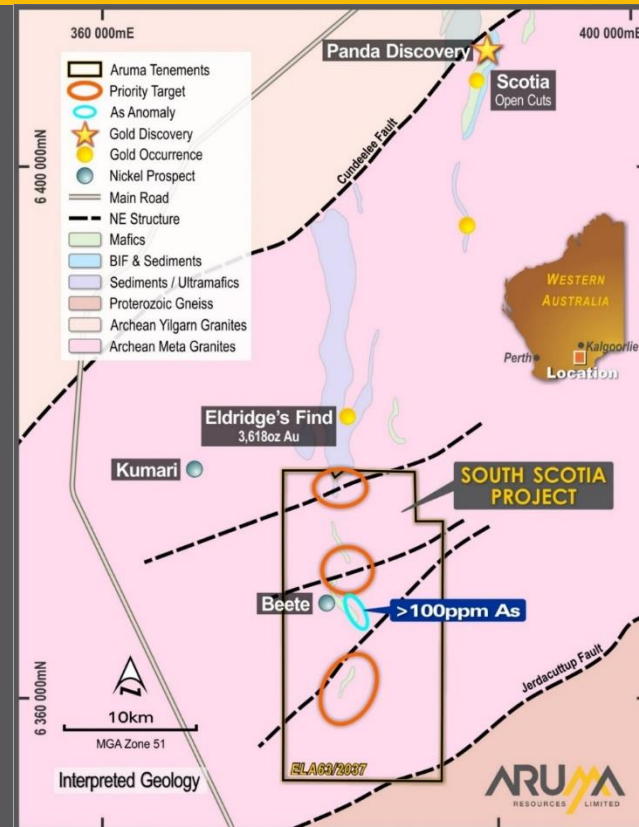 360 000mE
400 000mE
Panda Discovery
Scotia
Open Cuts
Aruma Tenements
Priority Target
As Anomaly
Gold Discovery
Gold Occurrence
Nickel Prospect
Main Road
NE Structure
Mafics
BIF & Sediments
Sediments / Ultramafics
Proterozoic Gneiss
Archean Yilgarn Granites
Archean Meta Granites
6 400 000mN
Cundeelee Fault
WESTERN
AUSTRALIA
Kalgoorlie
Perth
Location
Eldridge's Find
3,618oz Au
Kumari
SOUTH SCOTIA
PROJECT
Beete
>100ppm As
Jerdacuttup Fault
6 360 000mN
N
10km
MGA Zone 51
Interpreted Geology
ELA63/2037
ARUMA
RESOURCES LIMITED